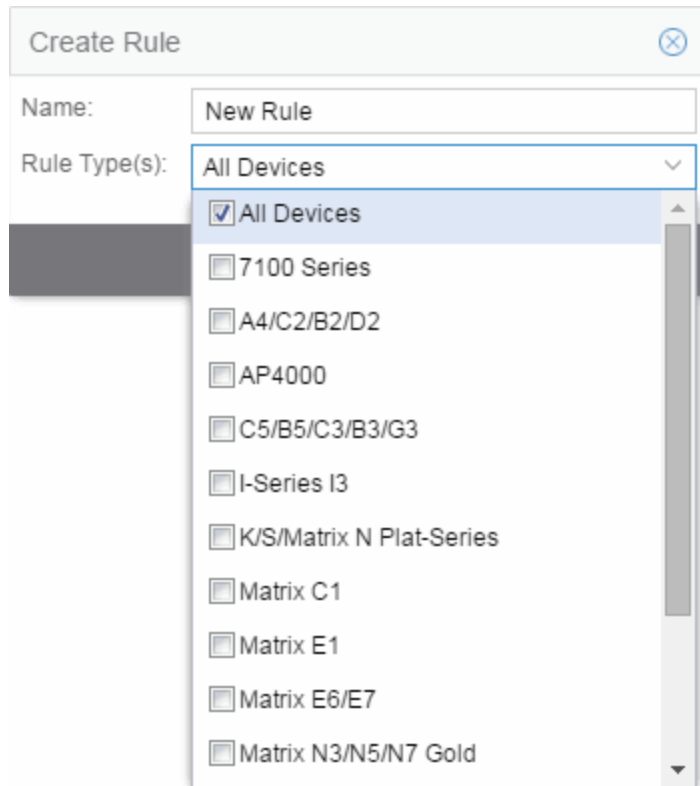 Create Rule
Name: New Rule
Rule Type(s): All Devices
All Devices
7100 Series
A4/C2/B2/D2
AP4000
C5/B5/C3/B3/G3
I-Series I3
K/S/Matrix N Plat-Series
Matrix C1
Matrix E1
Matrix E6/E7
Matrix N3/N5/N7 Gold